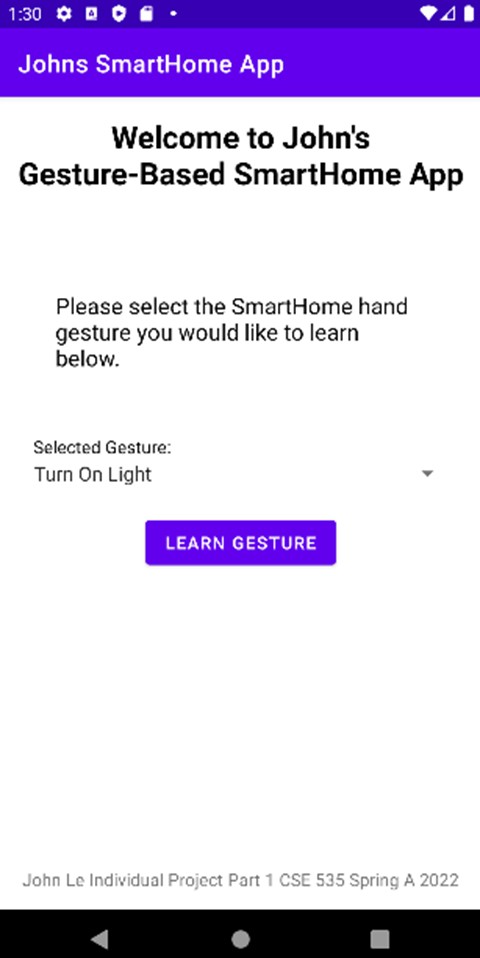 1:30
Johns SmartHome App
Welcome to John's
Gesture-Based SmartHome App
Please select the SmartHome hand
gesture you would like to learn
below.
Selected Gesture:
Turn On Light
LEARN GESTURE
John Le Individual Project Part 1 CSE 535 Spring A 2022